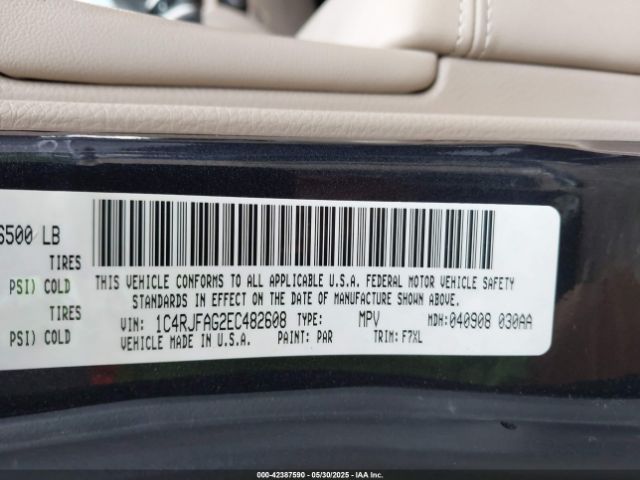 6500 LB
TIRES
PSI) COLD
TIRES
PSI) COLD
THIS VEHICLE CONFORMS TO ALL APPLICABLE U.S.A. FEDERAL MOTOR VEHICLE SAFETY
STANDARDS IN EFFECT ON THE DATE OF MANUFACTURE SHOWN ABOVE.
VIN: 1C4RJFAG2EC482608 TYPE: MPV MDH: 040908 030AA
VEHICLE MADE IN U.S.A. PAINT: PAR TRIM: F7XL
000-42387590 - 05/30/2025 - IAA Inc.